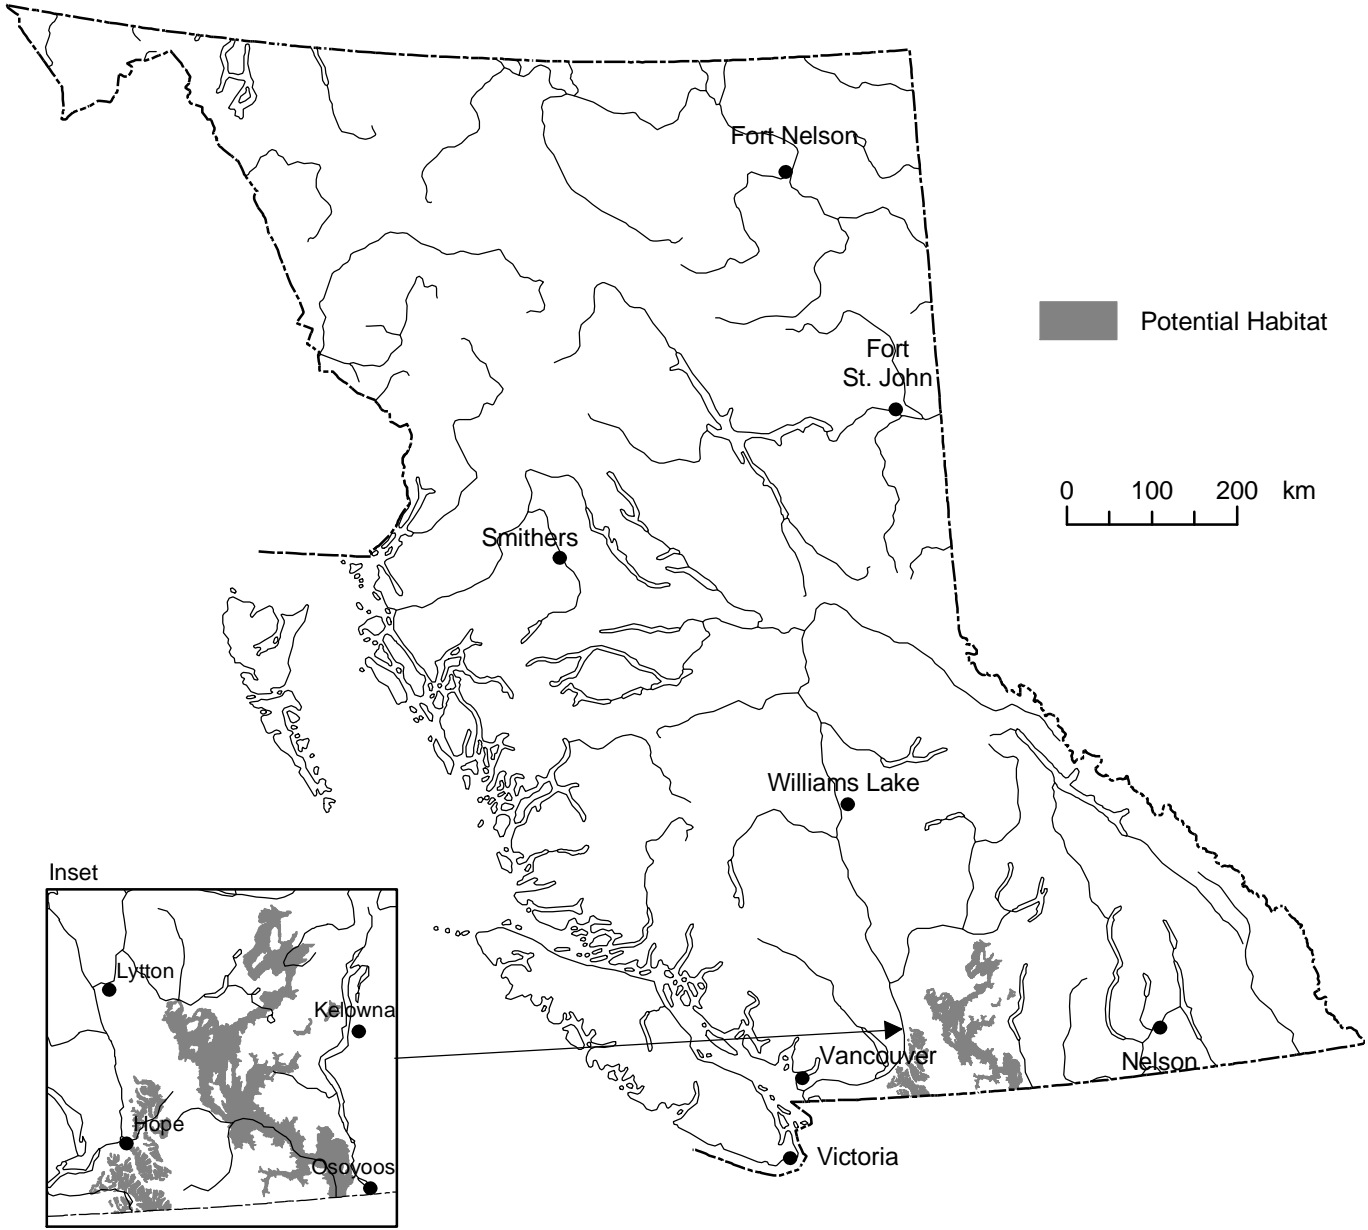 Fort Nelson
Potential Habitat
Fort
St. John
0 100 200 km
Smithers
Williams Lake
Inset
Lytton
Kelowna
Hope
Osoyoos
Vancouver
Nelson
Victoria